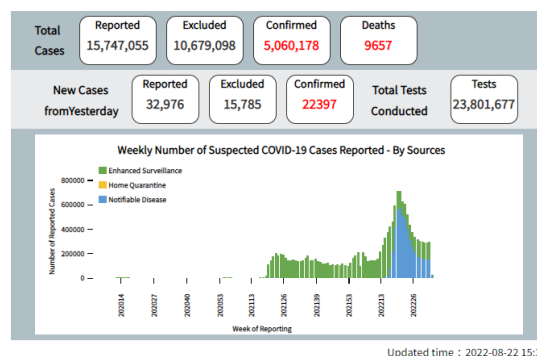 Total Cases
Reported Excluded Confirmed Deaths
15,747,055 10,679,098 5,060,178 9657
New Cases fromYesterday
Reported Excluded Confirmed
32,976 15,785 22397
Total Tests Conducted
Tests
23,801,677
Weekly Number of Suspected COVID-19 Cases Reported - By Sources
Enhanced Surveillance
Home Quarantine
Notifiable Disease
Number of Reported Cases
800000
600000
400000
200000
0
202014 202027 202040 202053 202113 202126 202139 202153 202213 202226
Week of Reporting
Updated time：2022-08-22 15: